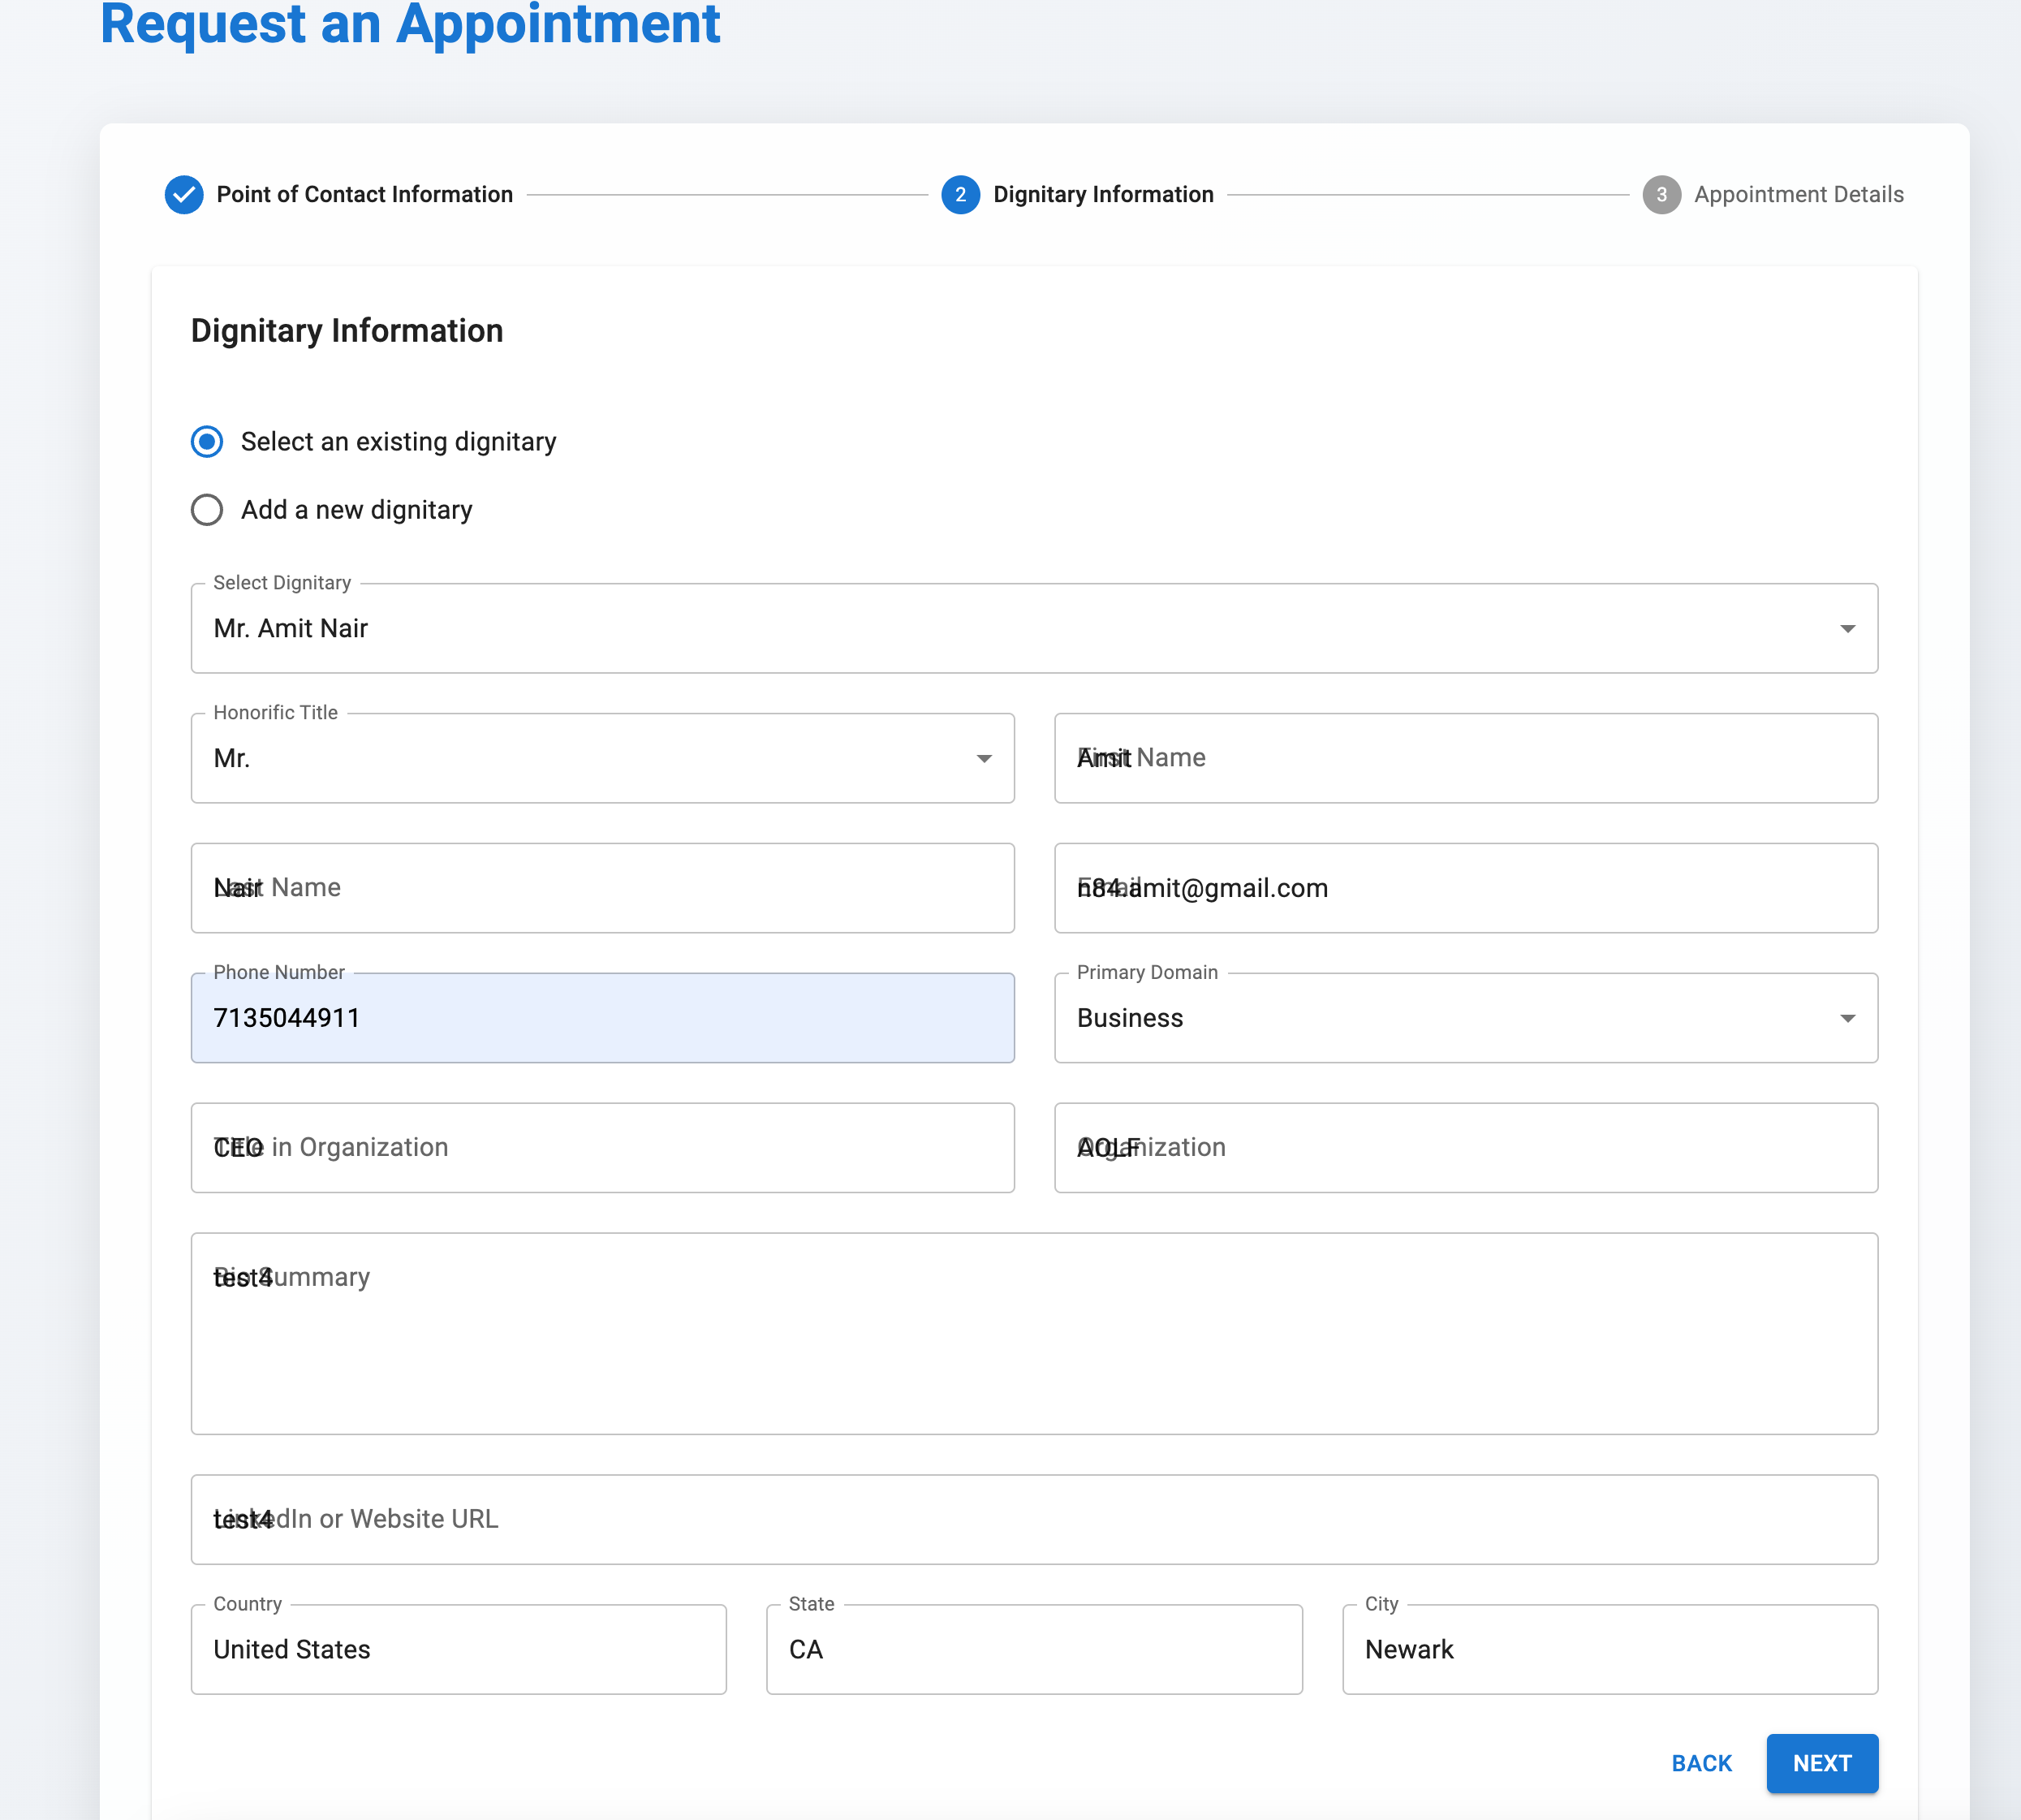 Request an Appointment
Point of Contact Information
2 Dignitary Information
3 Appointment Details
Dignitary Information
Select an existing dignitary
Add a new dignitary
Select Dignitary
Mr. Amit Nair
Honorific Title
Mr.
First Name
Amit
Last Name
Nair
Email
n84.amit@gmail.com
Phone Number
7135044911
Primary Domain
Business
Title in Organization
CEO
Organization
AOLF
Bio Summary
test4
LinkedIn or Website URL
test4
Country
United States
State
CA
City
Newark
BACK
NEXT